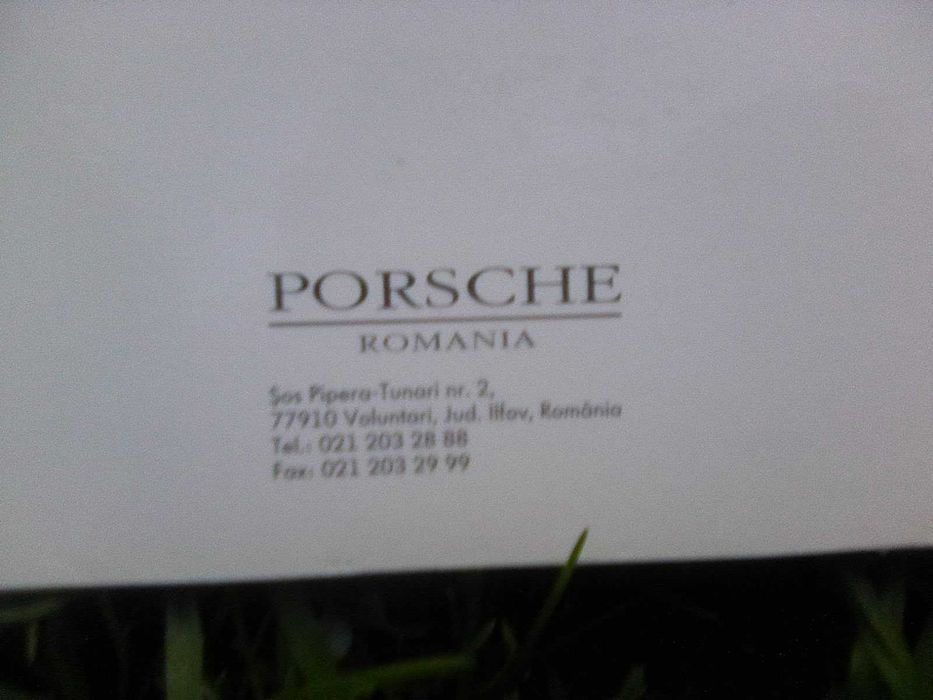 PORSCHE
ROMANIA
Şos Pipera-Tunari nr. 2,
77910 Voluntari, Jud. Ilfov, România
Tel.: 021 203 28 88
Fax: 021 203 29 99